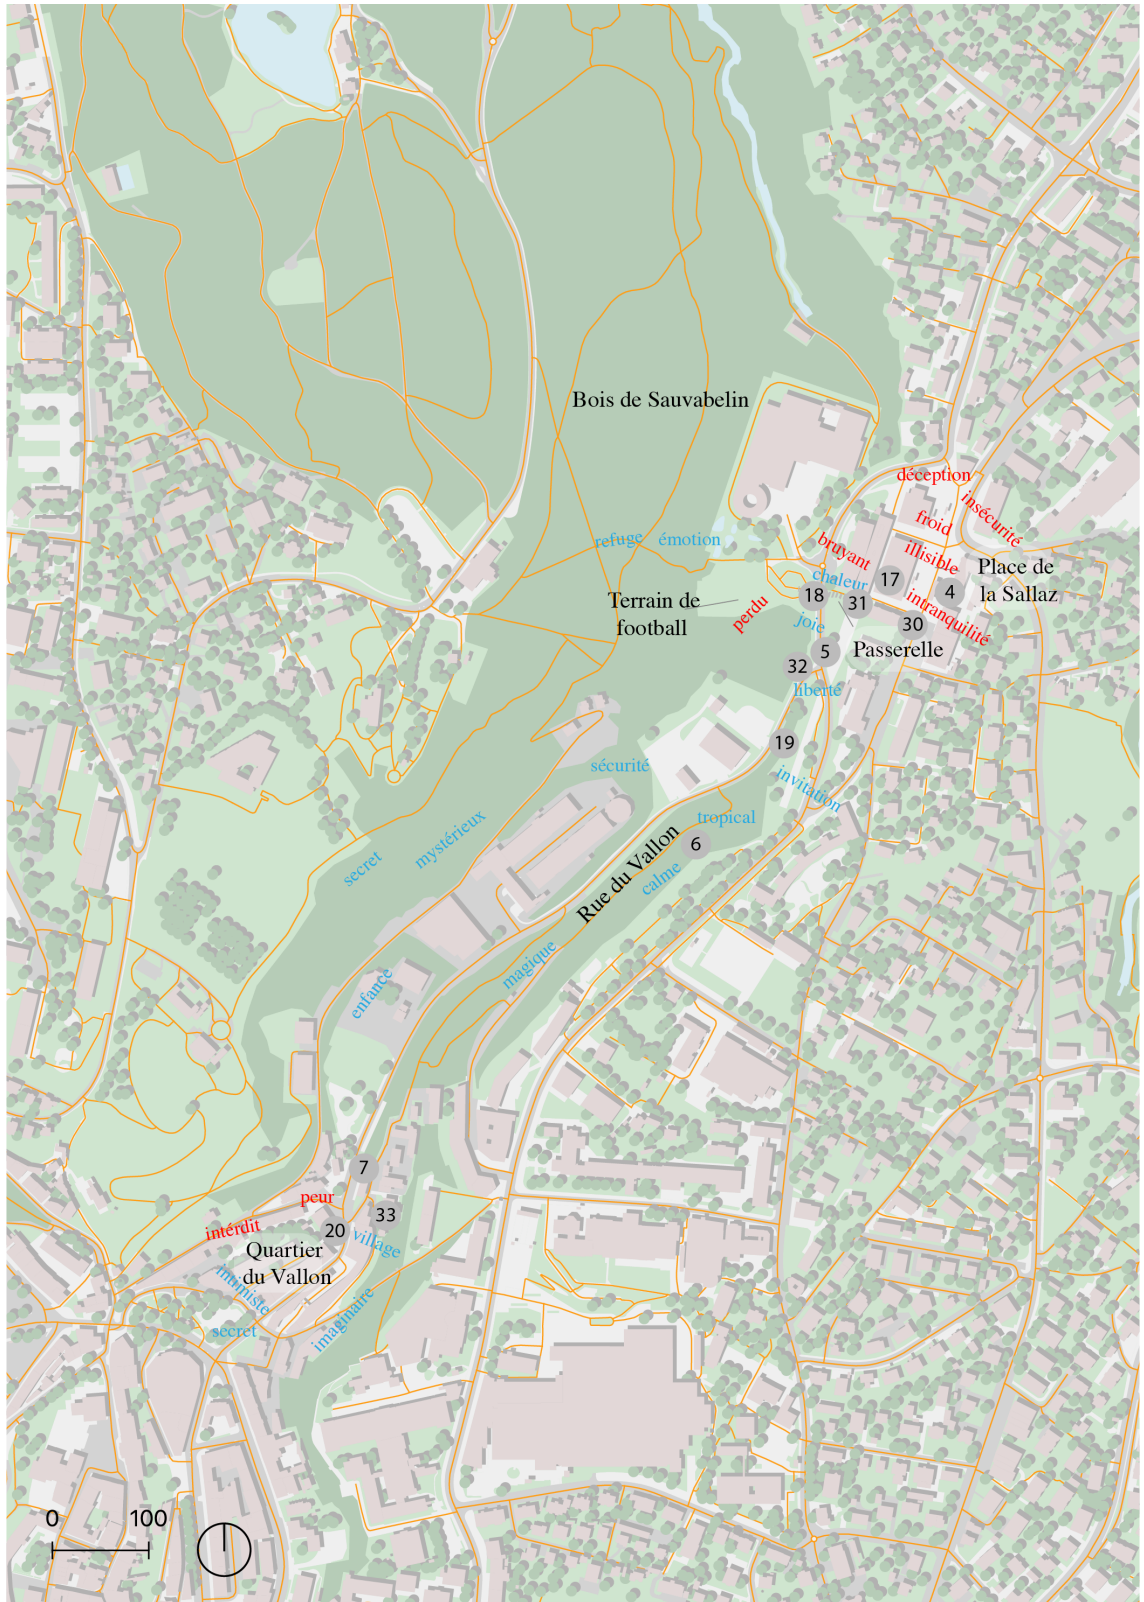 Bois de Sauvabelin
déception
insécurité
froid
refuge
émotion
bruyant
illisible
Place de
la Sallaz
chaleur
17
18
31
4
Terrain de
football
perdu
intranquilité
joie
30
5
Passerelle
32
liberté
19
sécurité
invitation
tropical
mystérieux
6
Rue du Vallon
secret
calme
magique
enfance
7
peur
33
intérdit
20
village
Quartier
du Vallon
intimiste
imaginaire
secret
0 100